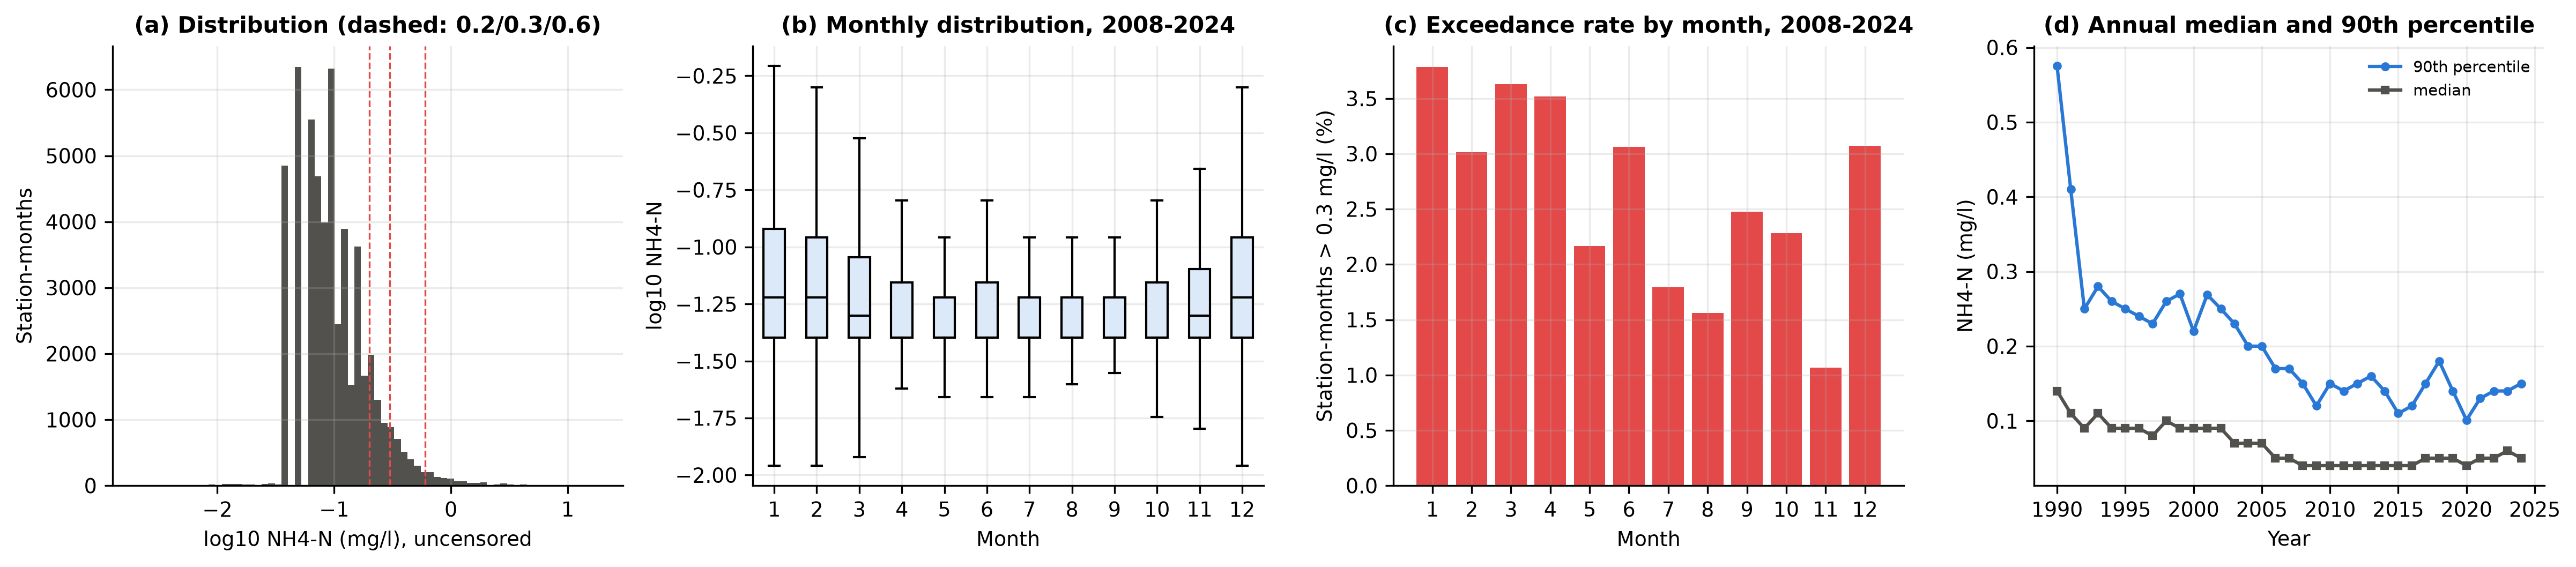 (a) Distribution (dashed: 0.2/0.3/0.6)
Station-months
6000
5000
4000
3000
2000
1000
0
−2 −1 0 1
log10 NH4-N (mg/l), uncensored
(b) Monthly distribution, 2008-2024
log10 NH4-N
−0.25
−0.50
−0.75
−1.00
−1.25
−1.50
−1.75
−2.00
1 2 3 4 5 6 7 8 9 10 11 12
Month
(c) Exceedance rate by month, 2008-2024
Station-months > 0.3 mg/l (%)
3.5
3.0
2.5
2.0
1.5
1.0
0.5
0.0
1 2 3 4 5 6 7 8 9 10 11 12
Month
(d) Annual median and 90th percentile
NH4-N (mg/l)
0.6
0.5
0.4
0.3
0.2
0.1
90th percentile
median
1990 1995 2000 2005 2010 2015 2020 2025
Year